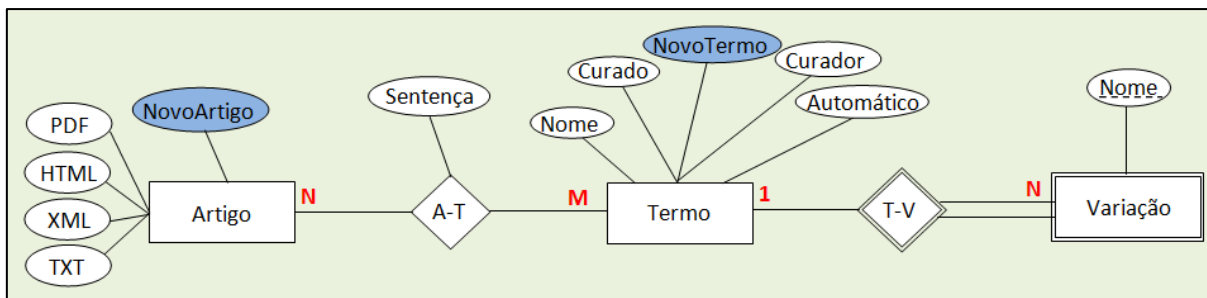 NovoTermo
Curado
Curador
Sentença
Automático
Nome
NovoArtigo
Nome
PDF
HTML
XML
TXT
Artigo
N
A-T
M
Termo
1
T-V
N
Variação